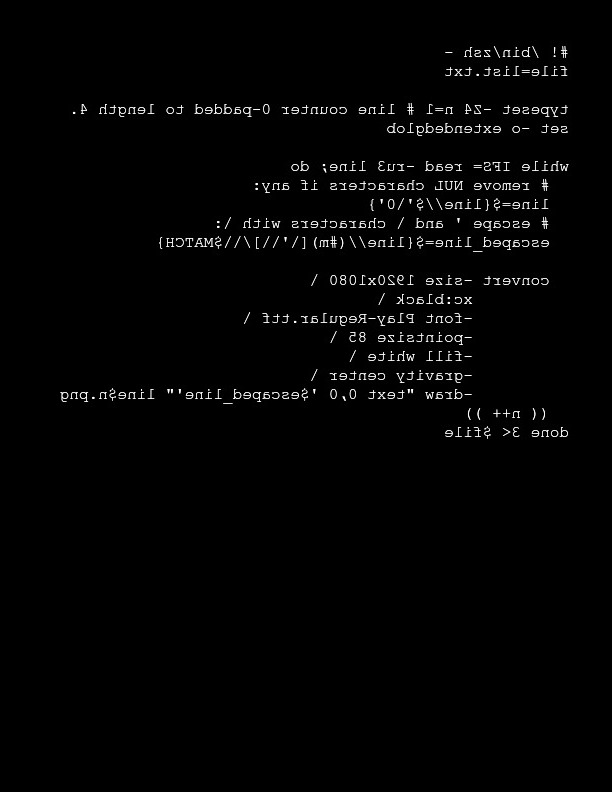 #! /bin/zsh -
file=list.txt
typeset -Z4 n=1 # line counter 0-padded to length 4.
set -o extendedglob
while IFS= read -ru3 line; do
# remove NUL characters if any:
line=${line//$'\0'}
# escape ' and \ characters with \:
escaped_line=${line//(#m)[\'\\]/\\$MATCH}
convert -size 1920x1080 \
xc:black \
-font Play-Regular.ttf \
-pointsize 85 \
-fill white \
-gravity center \
-draw "text 0,0 '$escaped_line'" line$n.png
(( n++ ))
done 3< $file